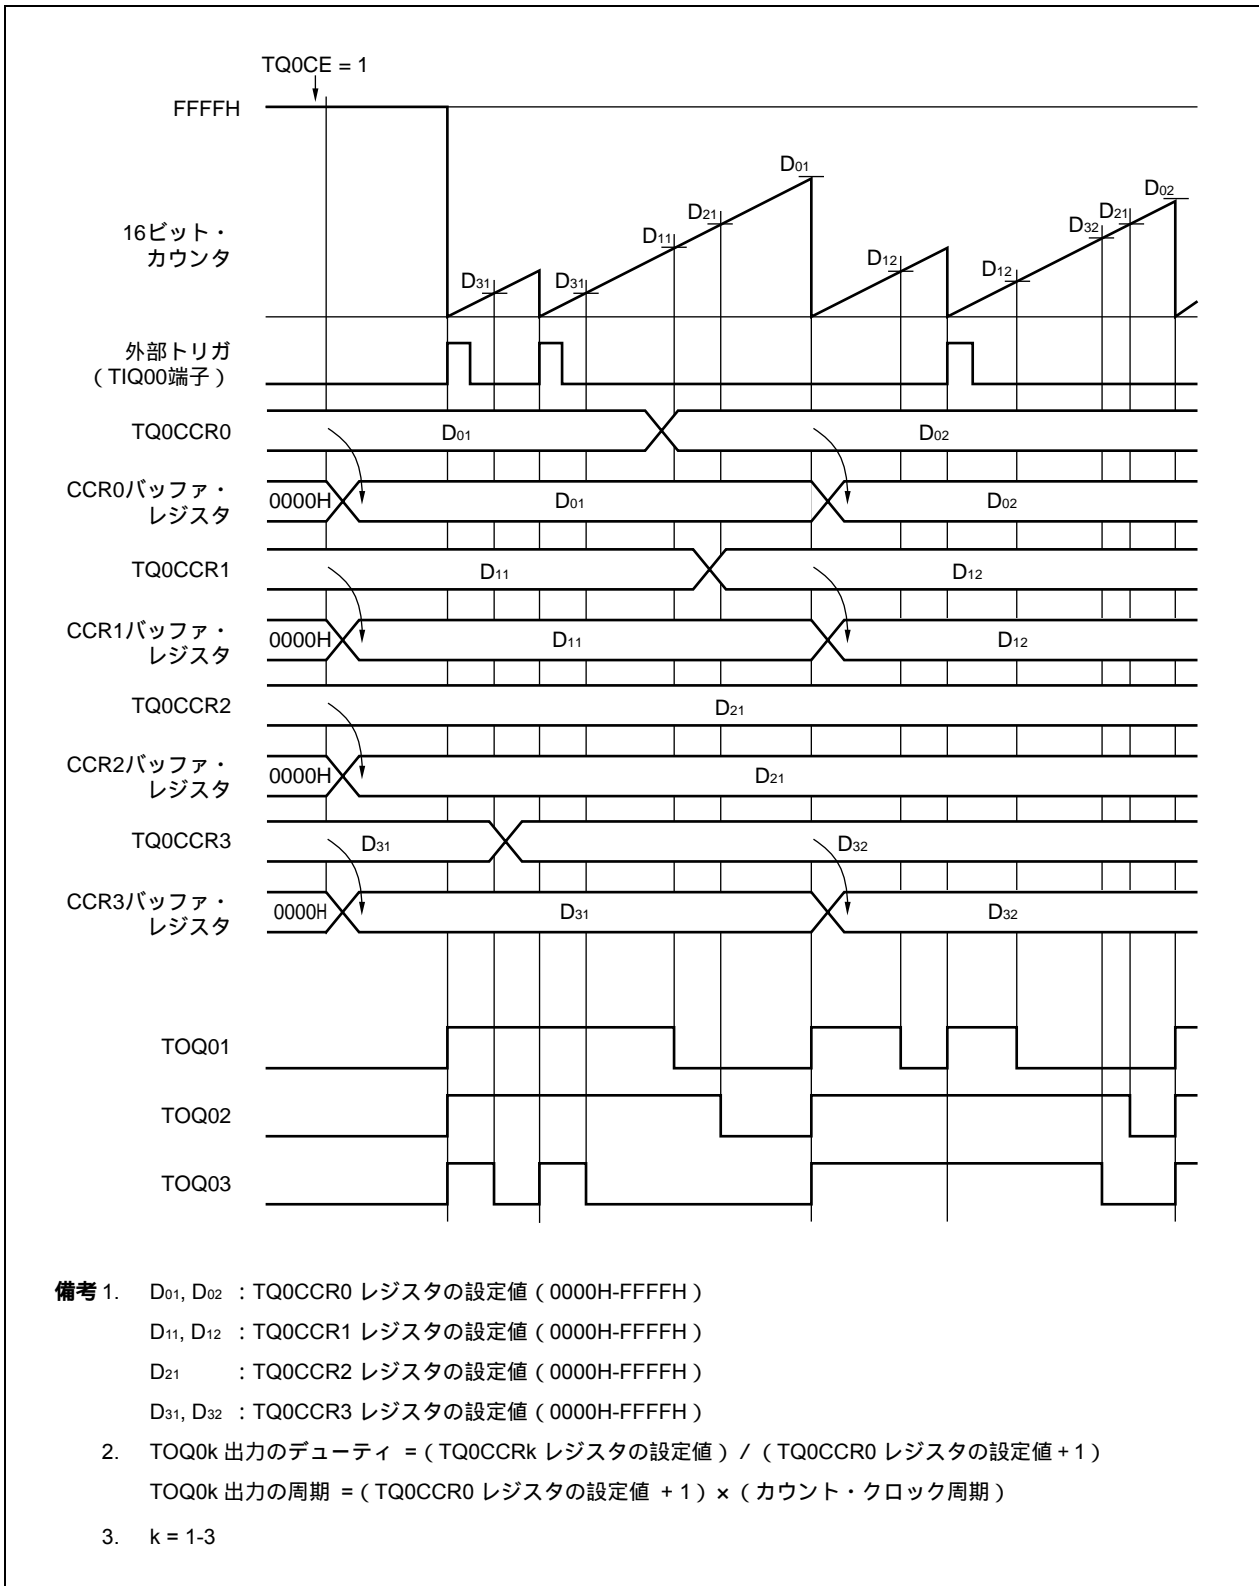 TQ0CE = 1
FFFFH
16ビット・
カウンタ
D31
D31
D11
D21
D01
D12
D12
D32
D21
D02
外部トリガ
(TIQ00端子)
TQ0CCR0
D01
D02
CCR0バッファ・
レジスタ
0000H
D01
D02
TQ0CCR1
D11
D12
CCR1バッファ・
レジスタ
0000H
D11
D12
TQ0CCR2
D21
CCR2バッファ・
レジスタ
0000H
D21
TQ0CCR3
D31
D32
CCR3バッファ・
レジスタ
0000H
D31
D32
TOQ01
TOQ02
TOQ03
備考 1. D01, D02 : TQ0CCR0 レジスタの設定値(0000H-FFFFH)
D11, D12 : TQ0CCR1 レジスタの設定値(0000H-FFFFH)
D21 : TQ0CCR2 レジスタの設定値(0000H-FFFFH)
D31, D32 : TQ0CCR3 レジスタの設定値(0000H-FFFFH)
2. TOQ0k 出力のデューティ =(TQ0CCRk レジスタの設定値)/(TQ0CCR0 レジスタの設定値+1)
TOQ0k 出力の周期 =(TQ0CCR0 レジスタの設定値 +1)×(カウント・クロック周期)
3. k = 1-3